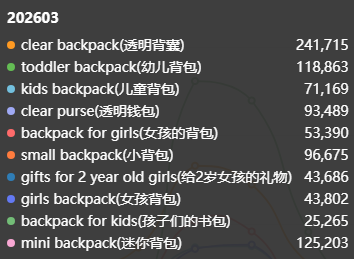 202603
clear backpack(透明背囊) 241,715
toddler backpack(幼儿背包) 118,863
kids backpack(儿童背包) 71,169
clear purse(透明钱包) 93,489
backpack for girls(女孩的背包) 53,390
small backpack(小背包) 96,675
gifts for 2 year old girls(给2岁女孩的礼物) 43,686
girls backpack(女孩背包) 43,802
backpack for kids(孩子们的书包) 25,265
mini backpack(迷你背包) 125,203